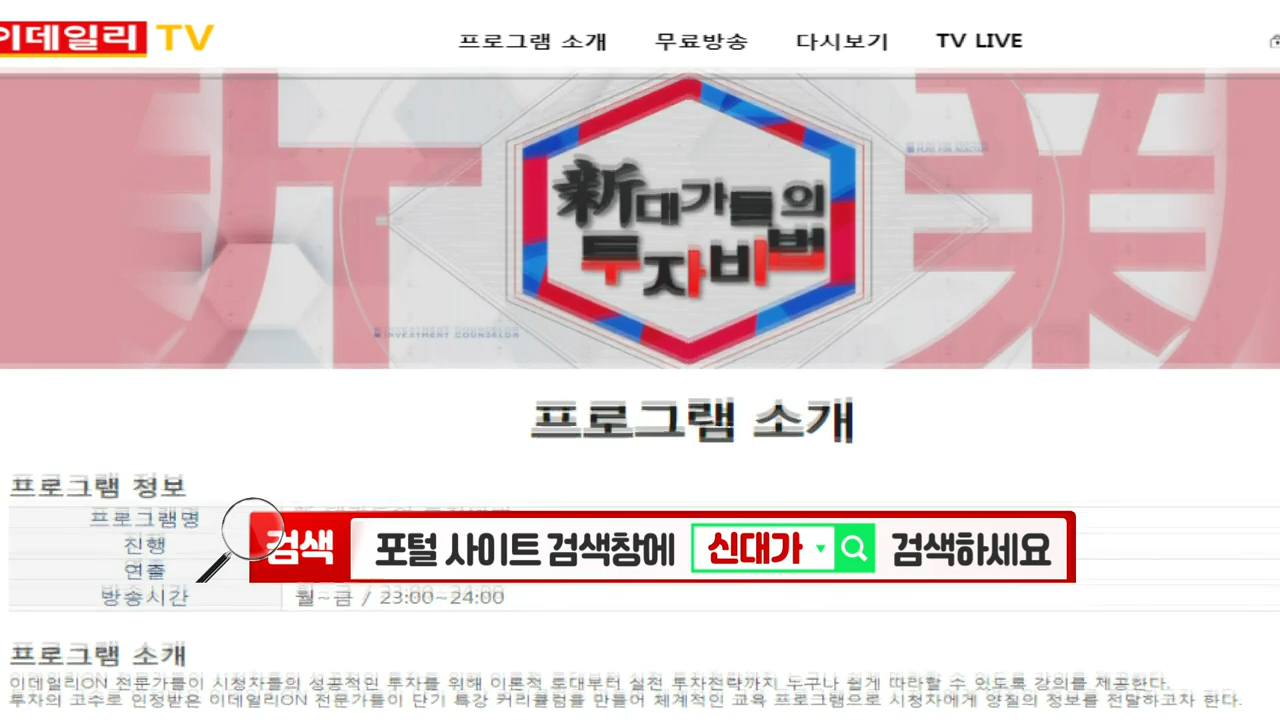 이데일리 TV
프로그램 소개 무료방송 다시보기 TV LIVE
新대가들의
투자비법
INVESTMENT COUNSELOR
프로그램 소개
프로그램 정보
프로그램명
검색 포털 사이트 검색창에 신대가 검색하세요
진행
연출
방송시간 월~금 / 23:00~24:00
프로그램 소개
이데일리ON 전문가들이 시청자들의 성공적인 투자를 위해 이론적 토대부터 실전 투자전략까지 누구나 쉽게 따라할 수 있도록 강의를 제공한다.
투자의 고수로 인정받은 이데일리ON 전문가들이 단기 특강 커리큘럼을 만들어 체계적인 교육 프로그램으로 시청자에게 양질의 정보를 전달하고자 한다.